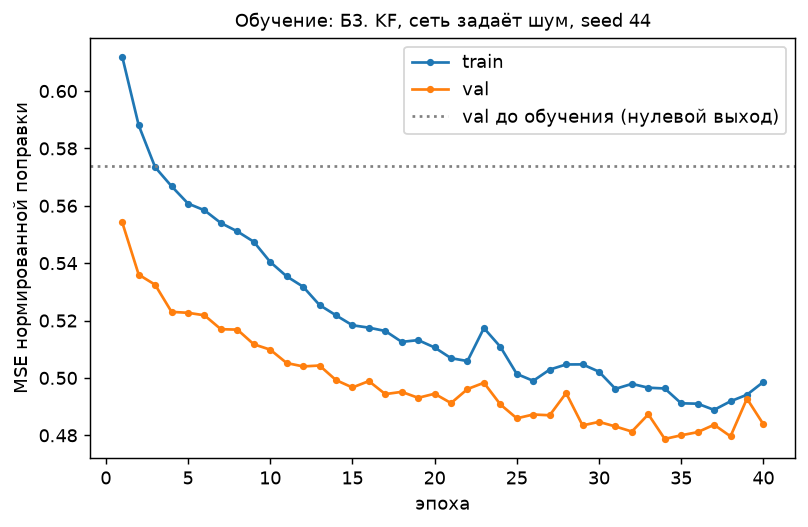 Обучение: Б3. KF, сеть задаёт шум, seed 44
train
val
val до обучения (нулевой выход)
MSE нормированной поправки
0.60
0.58
0.56
0.54
0.52
0.50
0.48
0
5
10
15
20
25
30
35
40
эпоха